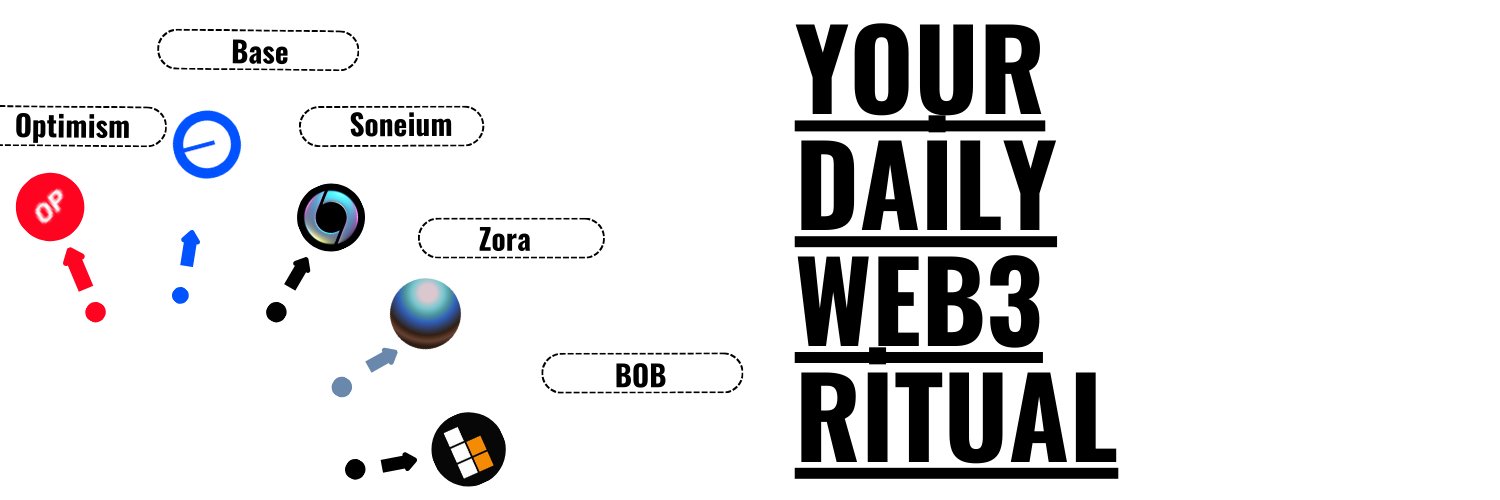 Base
Optimism
Soneium
OP
Zora
BOB
YOUR
DAILY
WEB3
RITUAL